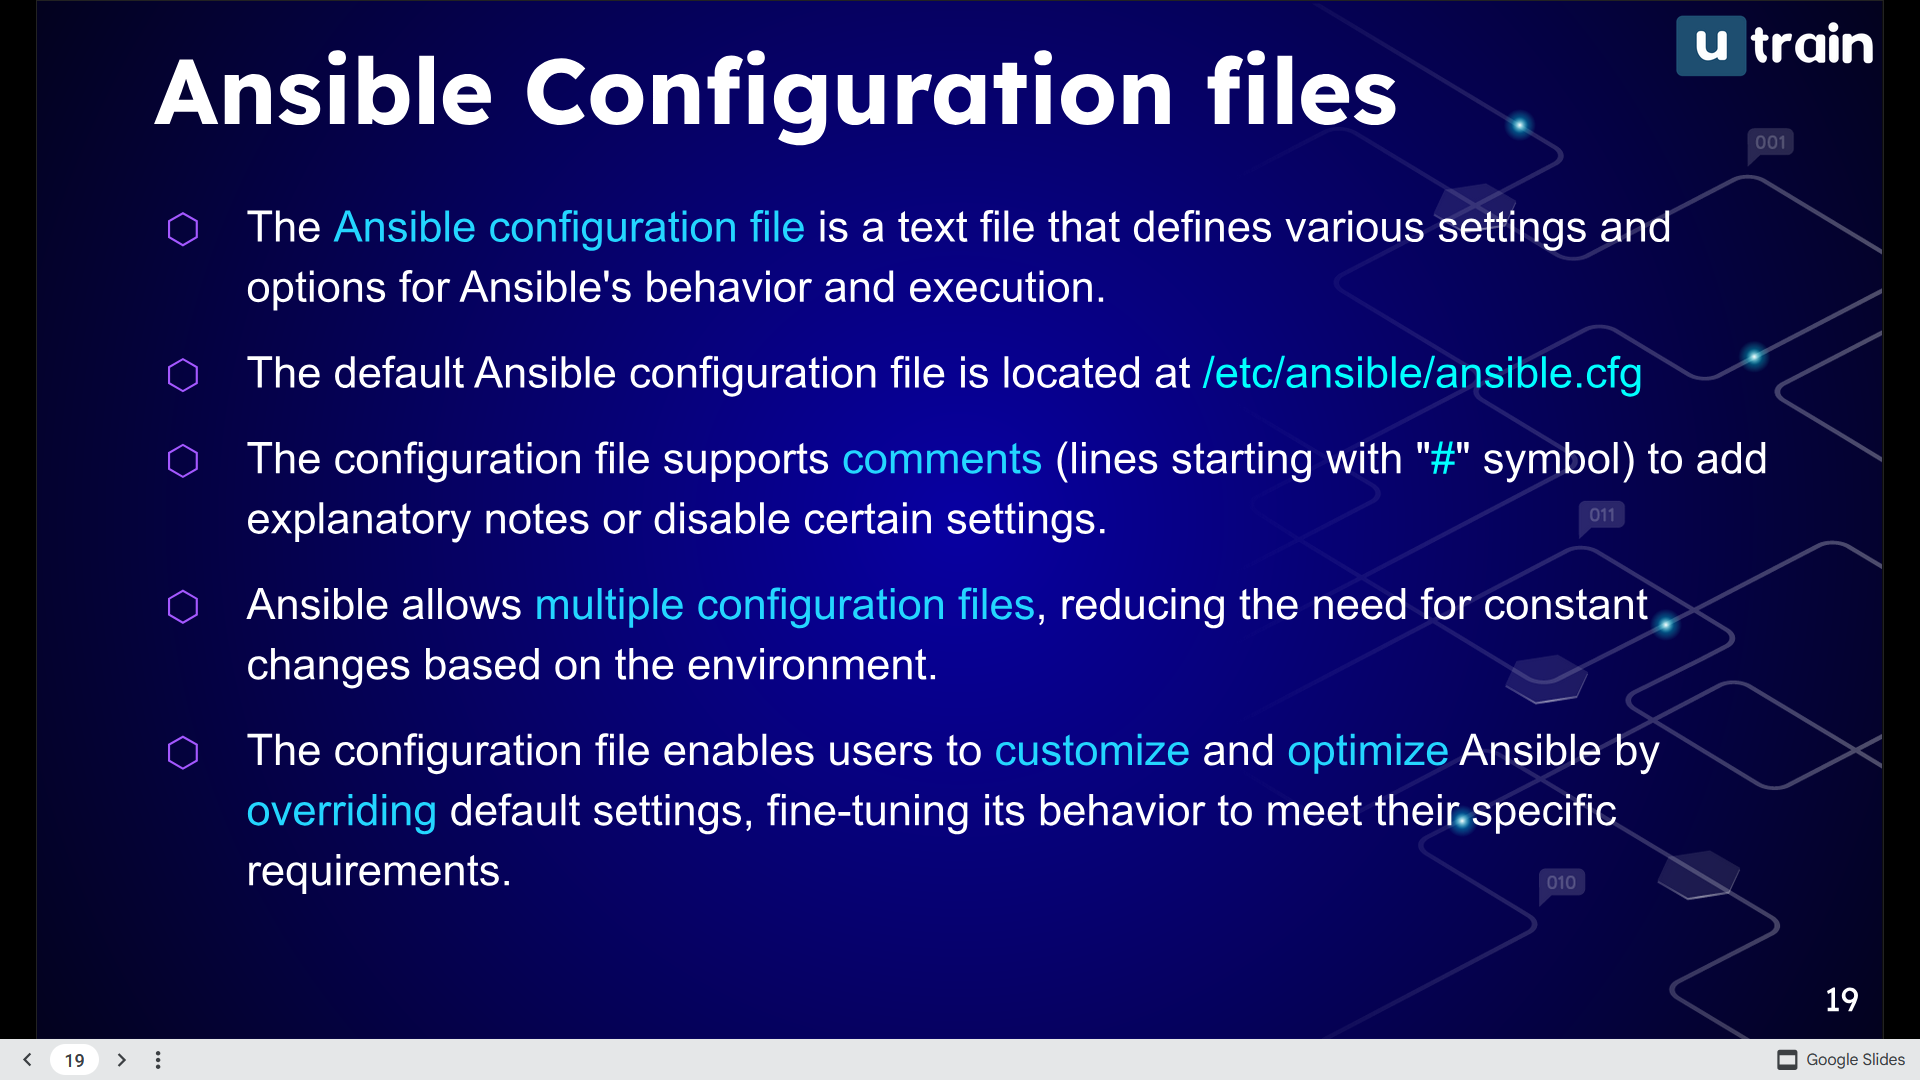 u train
Ansible Configuration files
001
The Ansible configuration file is a text file that defines various settings and
options for Ansible's behavior and execution.
The default Ansible configuration file is located at /etc/ansible/ansible.cfg
The configuration file supports comments (lines starting with "#" symbol) to add
explanatory notes or disable certain settings.
011
Ansible allows multiple configuration files, reducing the need for constant
changes based on the environment.
The configuration file enables users to customize and optimize Ansible by
overriding default settings, fine-tuning its behavior to meet their specific
requirements.
010
19
19
Google Slides